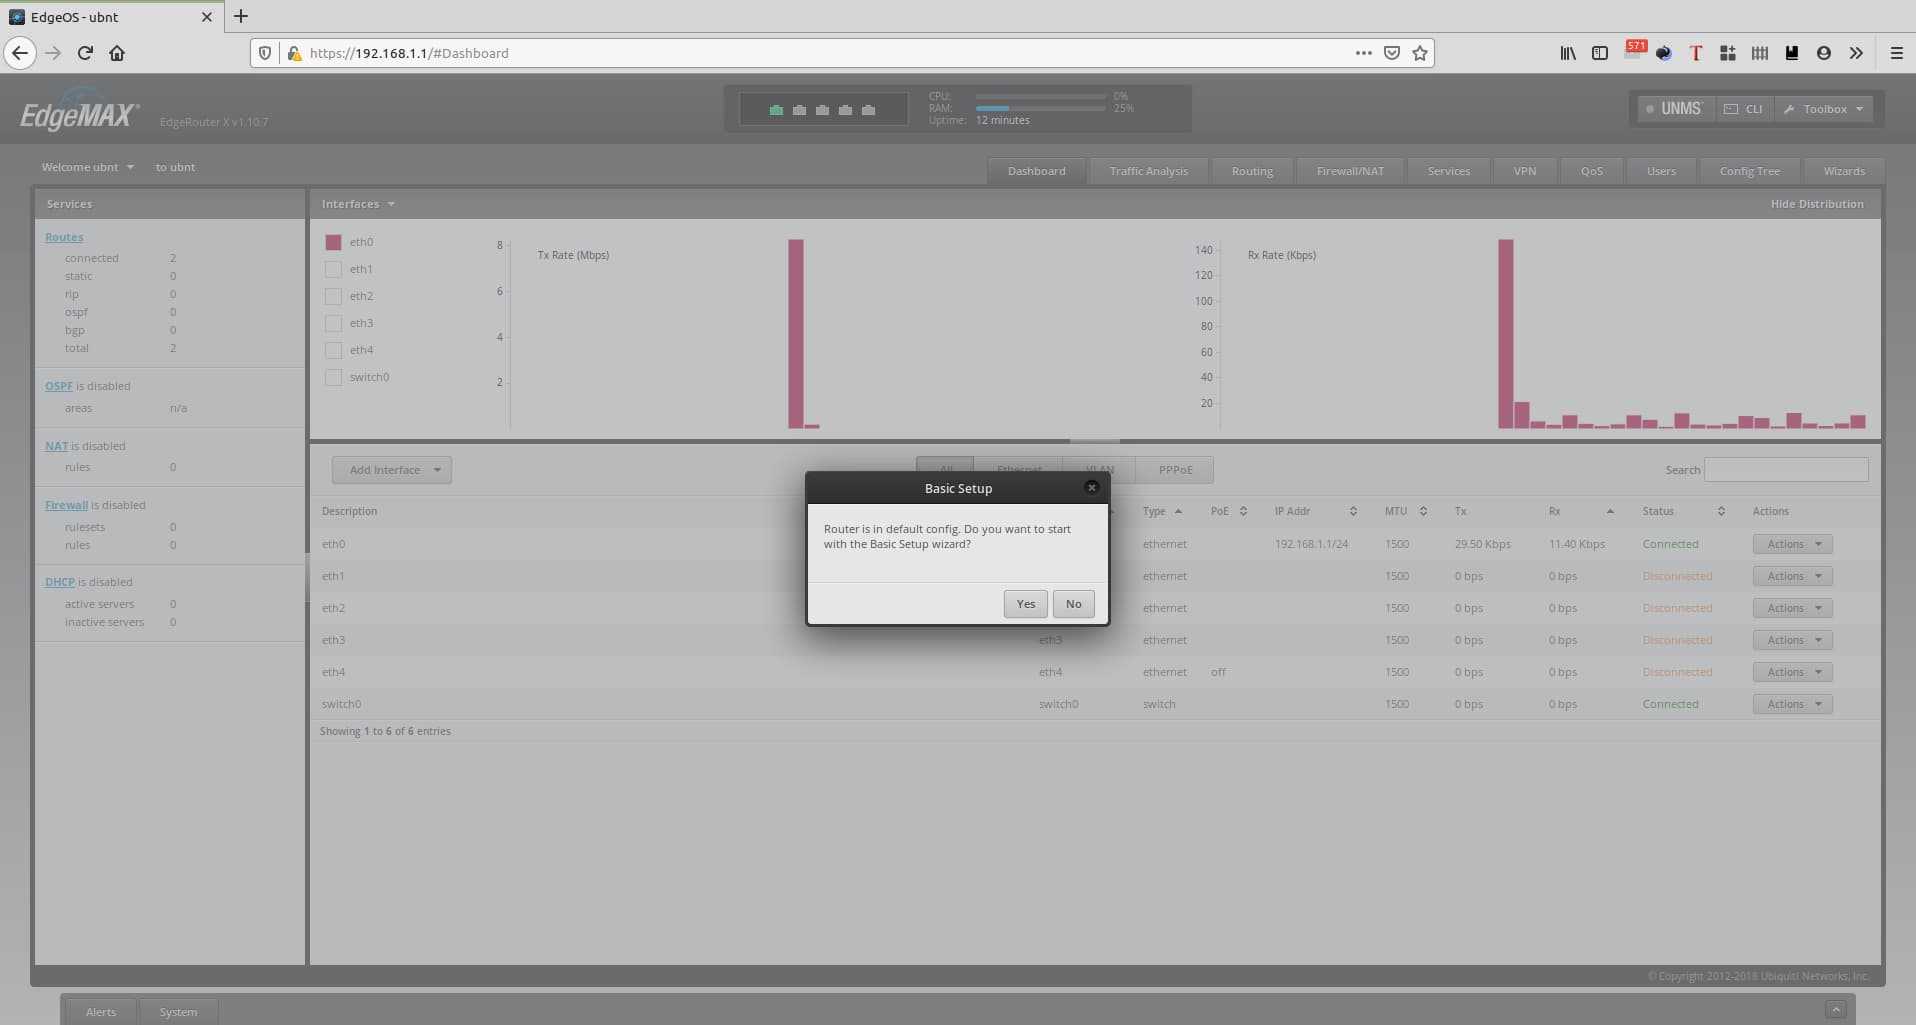 EdgeOS - ubnt
https://192.168.1.1/#Dashboard
571
EdgeMAX®
EdgeRouter X v1.10.7
CPU: 0%
RAM: 25%
Uptime: 12 minutes
UNMS
CLI
Toolbox
Welcome ubnt to ubnt
Dashboard Traffic Analysis Routing Firewall/NAT Services VPN QoS Users Config Tree Wizards
Services
Routes
connected 2
static 0
rip 0
ospf 0
bgp 0
total 2
OSPF is disabled
areas n/a
NAT is disabled
rules 0
Firewall is disabled
rulesets 0
rules 0
DHCP is disabled
active servers 0
inactive servers 0
Interfaces
Hide Distribution
eth0
eth1
eth2
eth3
eth4
switch0
Tx Rate (Mbps)
8
6
4
2
Rx Rate (Kbps)
140
120
100
80
60
40
20
Add Interface
All Ethernet VLAN PPPoE
Search
Description Type PoE IP Addr MTU Tx Rx Status Actions
eth0 ethernet 192.168.1.1/24 1500 29.50 Kbps 11.40 Kbps Connected Actions
eth1 ethernet 1500 0 bps 0 bps Disconnected Actions
eth2 ethernet 1500 0 bps 0 bps Disconnected Actions
eth3 eth3 ethernet 1500 0 bps 0 bps Disconnected Actions
eth4 eth4 ethernet off 1500 0 bps 0 bps Disconnected Actions
switch0 switch0 switch 1500 0 bps 0 bps Connected Actions
Showing 1 to 6 of 6 entries
Basic Setup
Router is in default config. Do you want to start
with the Basic Setup wizard?
Yes No
© Copyright 2012-2018 Ubiquiti Networks, Inc.
Alerts System